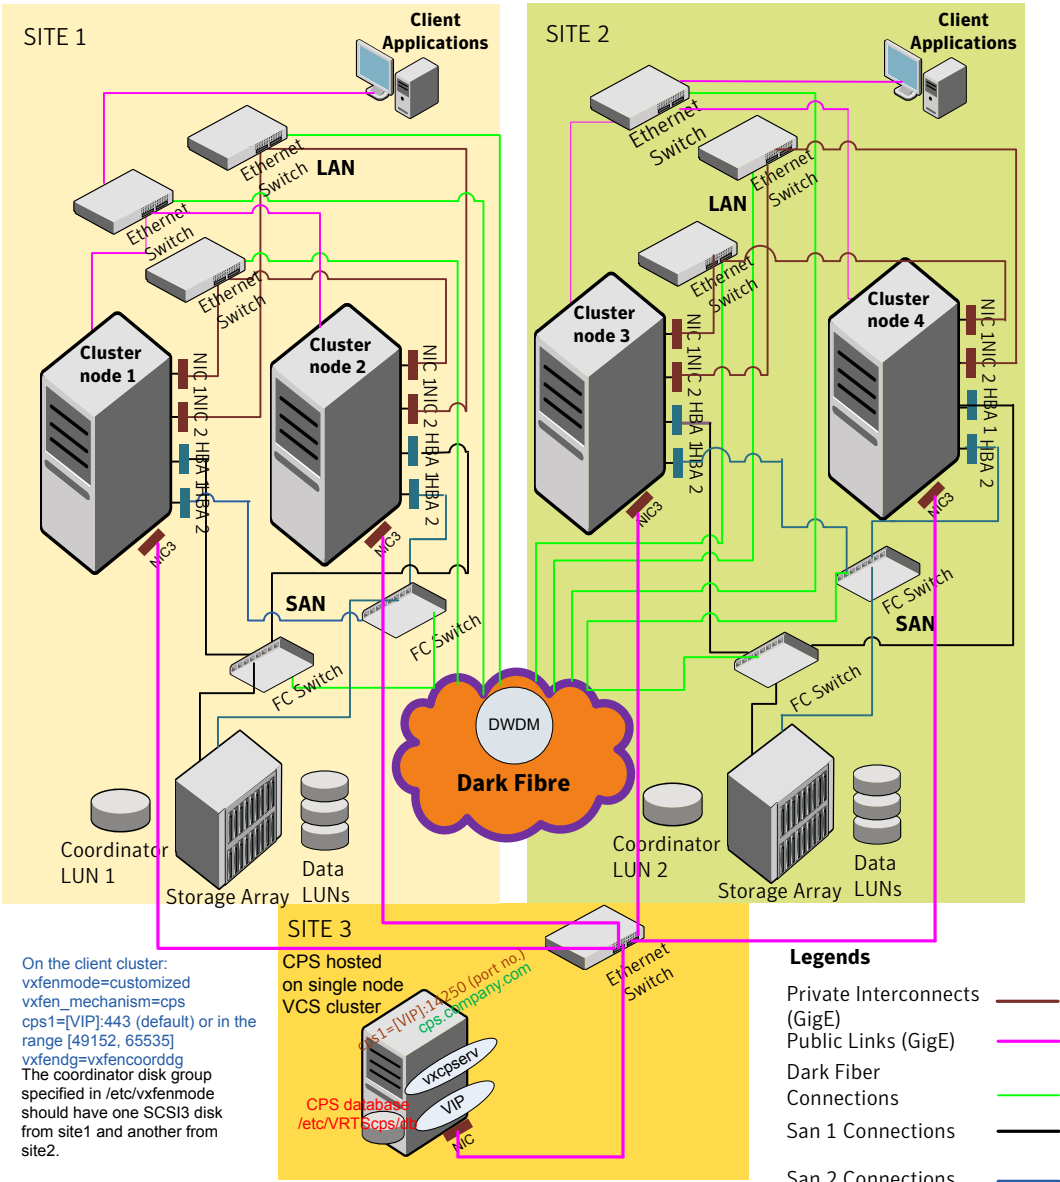 SITE 1
Client
Applications
Ethernet
Switch
LAN
Ethernet
Switch
Ethernet
Switch
Cluster
node 1
NIC 1
NIC 2
HBA 1
HBA 2
NIC3
Cluster
node 2
NIC 1
NIC 2
HBA 1
HBA 2
NIC3
SAN
FC Switch
FC Switch
Coordinator
LUN 1
Storage Array
Data
LUNs
SITE 2
Client
Applications
Ethernet
Switch
Ethernet
Switch
LAN
Ethernet
Switch
Cluster
node 3
NIC 1
NIC 2
HBA 1
HBA 2
NIC3
Cluster
node 4
NIC 1
NIC 2
HBA 1
HBA 2
NIC3
FC Switch
SAN
FC Switch
Coordinator
LUN 2
Storage Array
Data
LUNs
DWDM
Dark Fibre
SITE 3
CPS hosted
on single node
VCS cluster
Ethernet
Switch
cps1=[VIP]:14250 (port no.)
cps.company.com
vxcpserv
VIP
CPS database
/etc/VRTScps/db
NIC
On the client cluster:
vxfenmode=customized
vxfen_mechanism=cps
cps1=[VIP]:443 (default) or in the
range [49152, 65535]
vxfendg=vxfencoorddg
The coordinator disk group
specified in /etc/vxfenmode
should have one SCSI3 disk
from site1 and another from
site2.
Legends
Private Interconnects
(GigE)
Public Links (GigE)
Dark Fiber
Connections
San 1 Connections
San 2 Connections